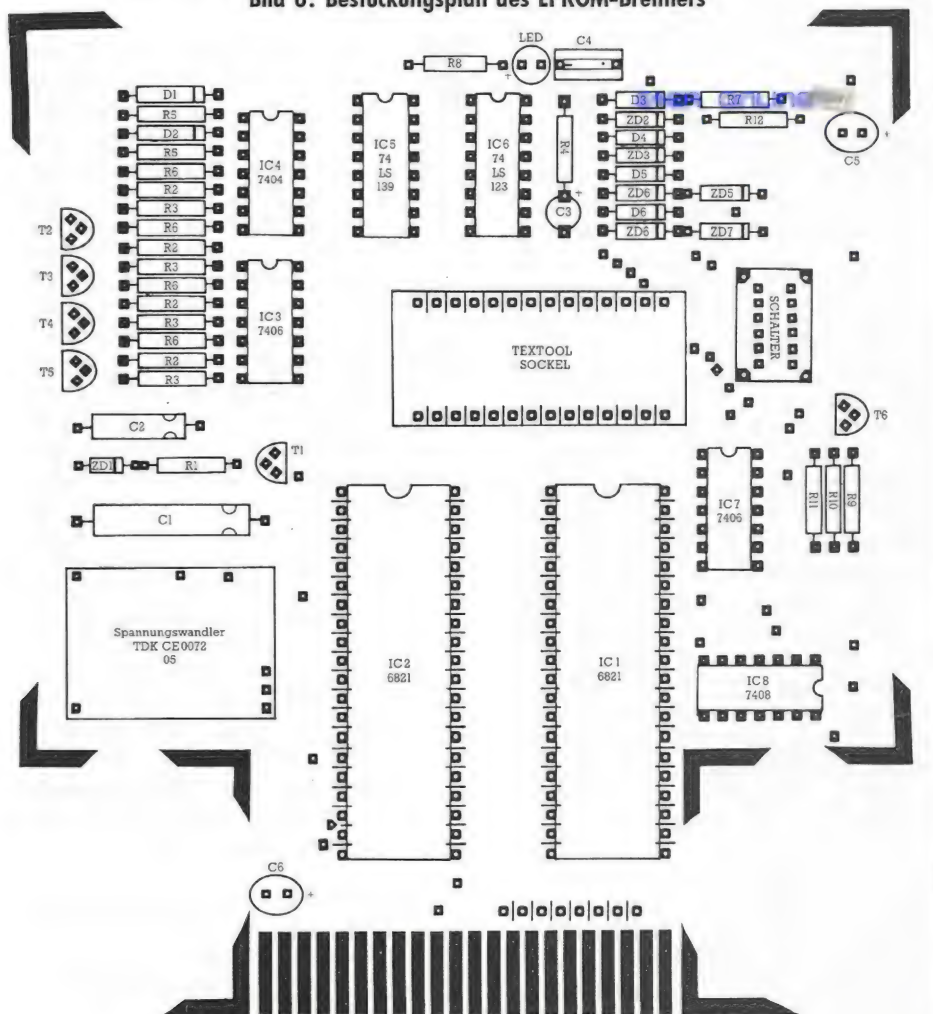 Bild 6. Bestückungsplan des EPROM-Brenners
LED
C4
R8
D1
R5
D2
R5
R6
R2
R3
R6
R2
R3
R6
R2
R3
R6
R2
R3
T2
T3
T4
T5
IC4
7404
IC3
7406
IC5
74
LS
139
IC6
74
LS
123
R4
C3
D3
ZD2
D4
ZD3
D5
ZD6
D6
ZD6
R7
R12
ZD5
ZD7
C5
TEXTOOL
SOCKEL
SCHALTER
T6
C2
ZD1
R1
T1
C1
IC7
7406
R11
R10
R9
Spannungswandler
TDK CE0072
05
IC2
6821
IC1
6821
IC8
7408
C6